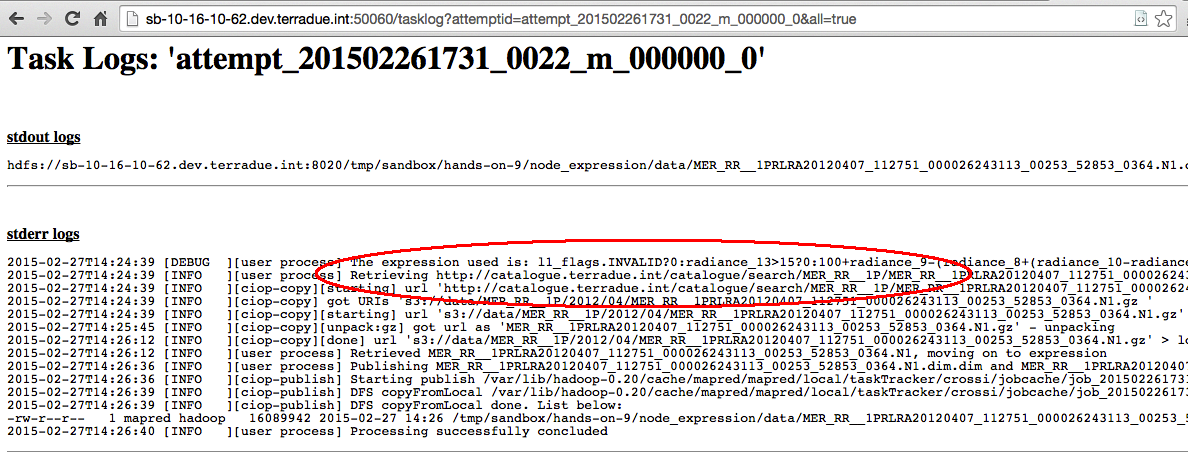 sb-10-16-10-62.dev.terradue.int:50060/tasklog?attemptid=attempt_201502261731_0022_m_000000_0&all=true
Task Logs: 'attempt_201502261731_0022_m_000000_0'
stdout logs
hdfs://sb-10-16-10-62.dev.terradue.int:8020/tmp/sandbox/hands-on-9/node_expression/data/MER_RR__1PRLRA20120407_112751_000026243113_00253_52853_0364.N1.d
stderr logs
2015-02-27T14:24:39 [DEBUG  ][user process] The expression used is: l1_flags.INVALID?0:radiance_13>15?0:100+radiance_9-(radiance_8+(radiance_10-radiance
2015-02-27T14:24:39 [INFO   ][user process] Retrieving http://catalogue.terradue.int/catalogue/search/MER_RR__1P/MER_RR__1PRLRA20120407_112751_000026243
2015-02-27T14:24:39 [INFO   ][ciop-copy][starting] url 'http://catalogue.terradue.int/catalogue/search/MER_RR__1P/MER_RR__1PRLRA20120407_112751_00002624
2015-02-27T14:24:39 [INFO   ][ciop-copy] got URIs 's3://data/MER_RR__1P/2012/04/MER_RR__1PRLRA20120407_112751_000026243113_00253_52853_0364.N1.gz '
2015-02-27T14:24:39 [INFO   ][ciop-copy][starting] url 's3://data/MER_RR__1P/2012/04/MER_RR__1PRLRA20120407_112751_000026243113_00253_52853_0364.N1.gz'
2015-02-27T14:25:45 [INFO   ][ciop-copy][unpack:gz] got url as 'MER_RR__1PRLRA20120407_112751_000026243113_00253_52853_0364.N1.gz' - unpacking
2015-02-27T14:26:12 [INFO   ][ciop-copy][done] url 's3://data/MER_RR__1P/2012/04/MER_RR__1PRLRA20120407_112751_000026243113_00253_52853_0364.N1.gz' > lo
2015-02-27T14:26:12 [INFO   ][user process] Retrieved MER_RR__1PRLRA20120407_112751_000026243113_00253_52853_0364.N1, moving on to expression
2015-02-27T14:26:36 [INFO   ][user process] Publishing MER_RR__1PRLRA20120407_112751_000026243113_00253_52853_0364.N1.dim.dim and MER_RR__1PRLRA20120407
2015-02-27T14:26:36 [INFO   ][ciop-publish] Starting publish /var/lib/hadoop-0.20/cache/mapred/mapred/local/taskTracker/crossi/jobcache/job_201502261731
2015-02-27T14:26:36 [INFO   ][ciop-publish] DFS copyFromLocal /var/lib/hadoop-0.20/cache/mapred/mapred/local/taskTracker/crossi/jobcache/job_20150226173
2015-02-27T14:26:39 [INFO   ][ciop-publish] DFS copyFromLocal done. List below:
-rw-r--r--   1 mapred hadoop   16089942 2015-02-27 14:26 /tmp/sandbox/hands-on-9/node_expression/data/MER_RR__1PRLRA20120407_112751_000026243113_00253_5
2015-02-27T14:26:40 [INFO   ][user process] Processing successfully concluded